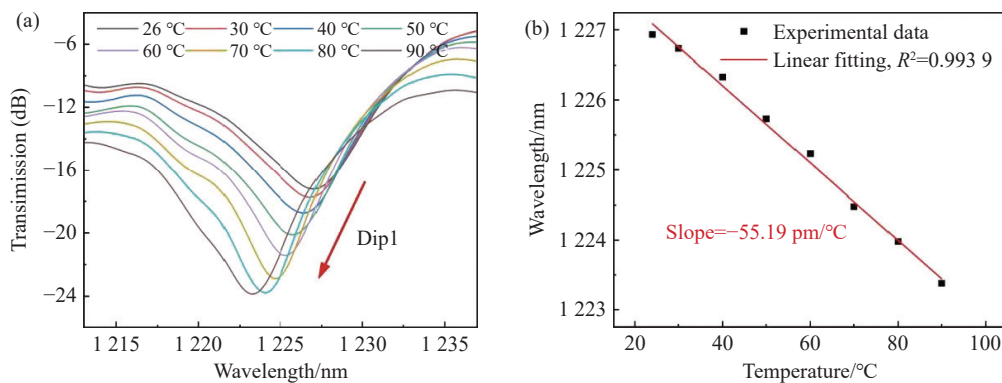 (a)
26 ℃ 30 ℃ 40 ℃ 50 ℃
60 ℃ 70 ℃ 80 ℃ 90 ℃
−6
−12
−16
−20
−24
Transimission (dB)
Dip1
1 215 1 220 1 225 1 230 1 235
Wavelength/nm
(b)
Experimental data
Linear fitting, R²=0.993 9
1 227
1 226
1 225
1 224
1 223
Wavelength/nm
Slope=−55.19 pm/℃
20 40 60 80 100
Temperature/℃